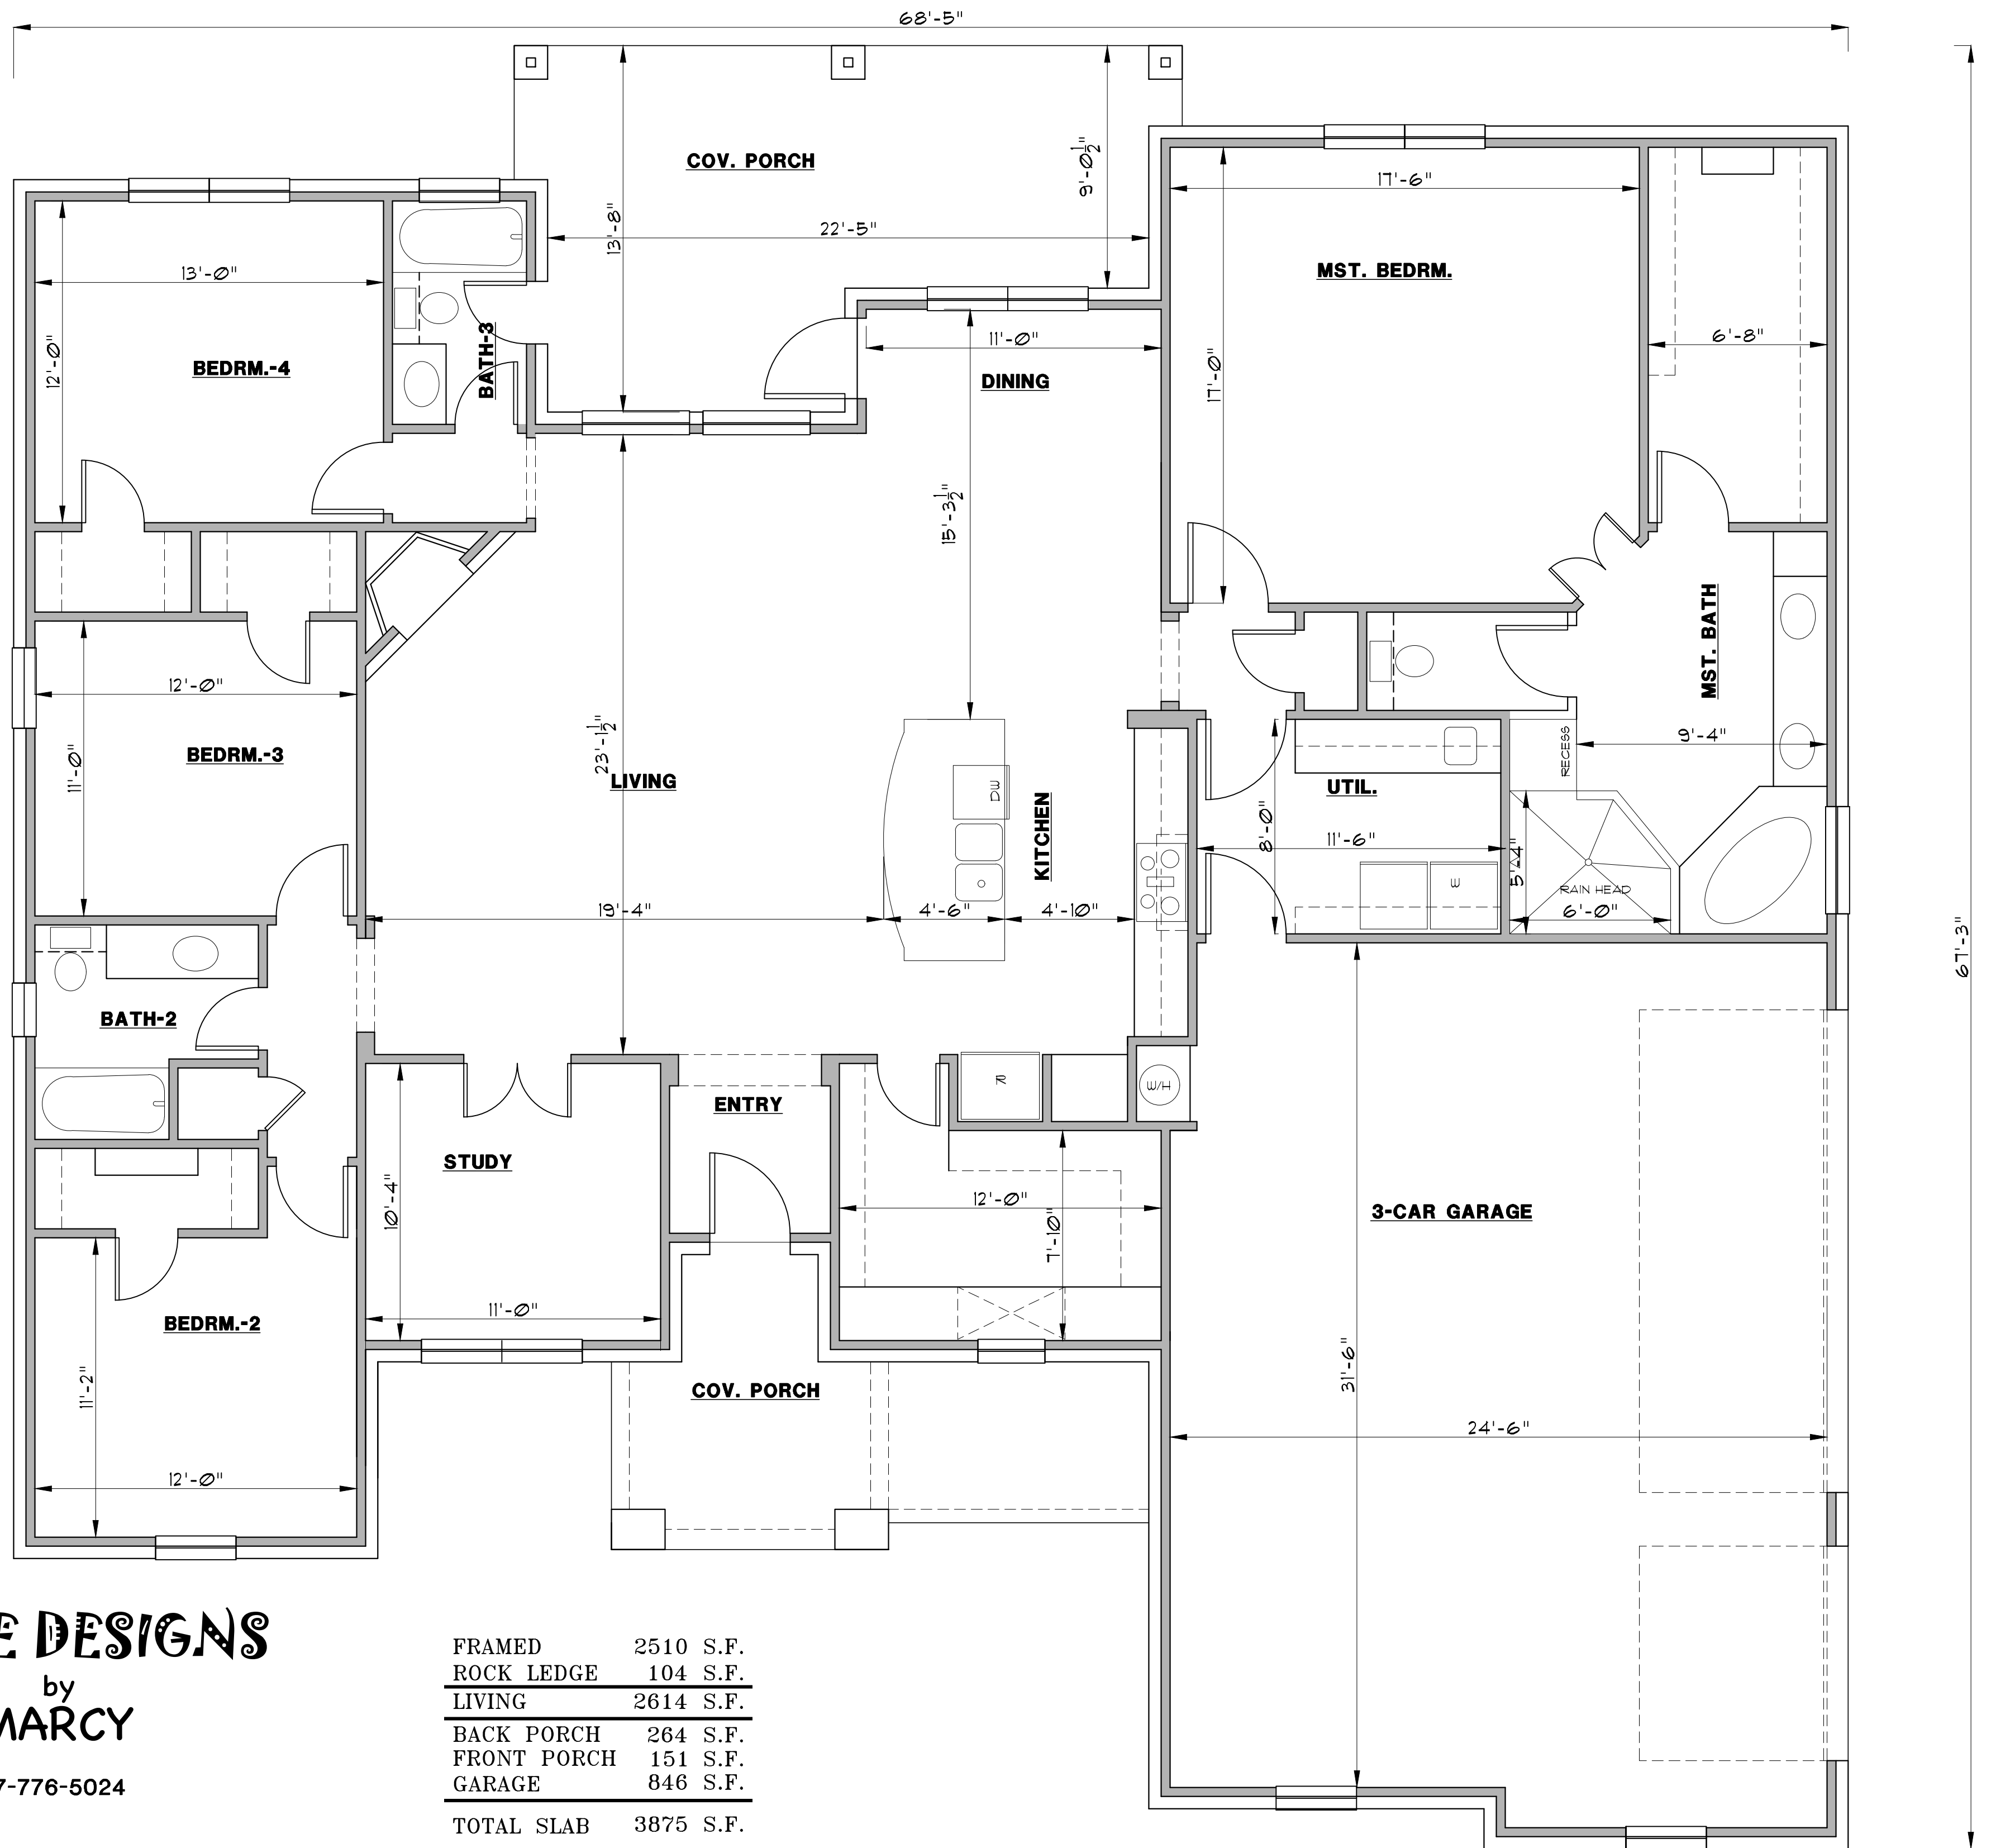 68'-5"
COV. PORCH
9'-0 1/2"
13'-8"
22'-5"
17'-6"
13'-0"
MST. BEDRM.
12'-0"
BEDRM.-4
BATH-3
11'-0"
6'-8"
DINING
17'-0"
15'-3 1/2"
12'-0"
11'-0"
BEDRM.-3
23'-1 1/2"
LIVING
DW
KITCHEN
MST. BATH
RECESS
9'-4"
UTIL.
8'-0"
11'-6"
5'-4"
W
RAIN HEAD
6'-0"
19'-4"
4'-6"
4'-10"
67'-3"
BATH-2
R
W/H
ENTRY
STUDY
10'-4"
12'-0"
7'-10"
3-CAR GARAGE
11'-0"
BEDRM.-2
11'-2"
31'-6"
COV. PORCH
24'-6"
12'-0"
E DESIGNS
by
MARCY
7-776-5024
FRAMED 2510 S.F.
ROCK LEDGE 104 S.F.
LIVING 2614 S.F.
BACK PORCH 264 S.F.
FRONT PORCH 151 S.F.
GARAGE 846 S.F.
TOTAL SLAB 3875 S.F.